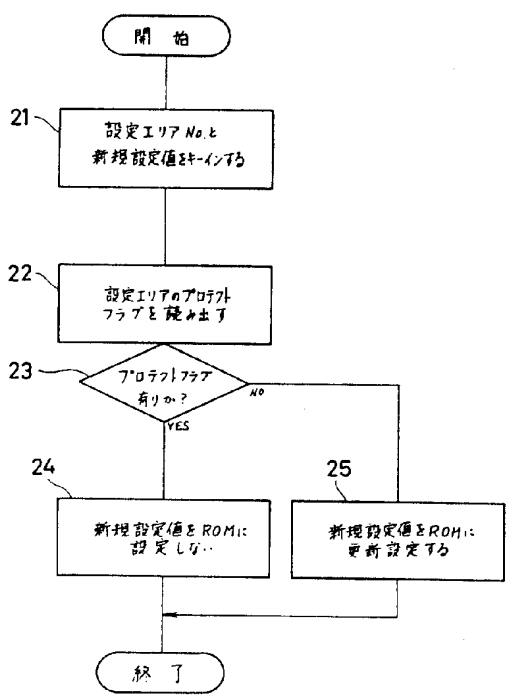 開始
21
設定エリアNo.と
新規設定値をキーインする
22
設定エリアのプロテクト
フラグを読み出す
23
プロテクトフラグ
有りか?
NO
YES
24
新規設定値をROMに
設定しない
25
新規設定値をROMに
更新設定する
終了